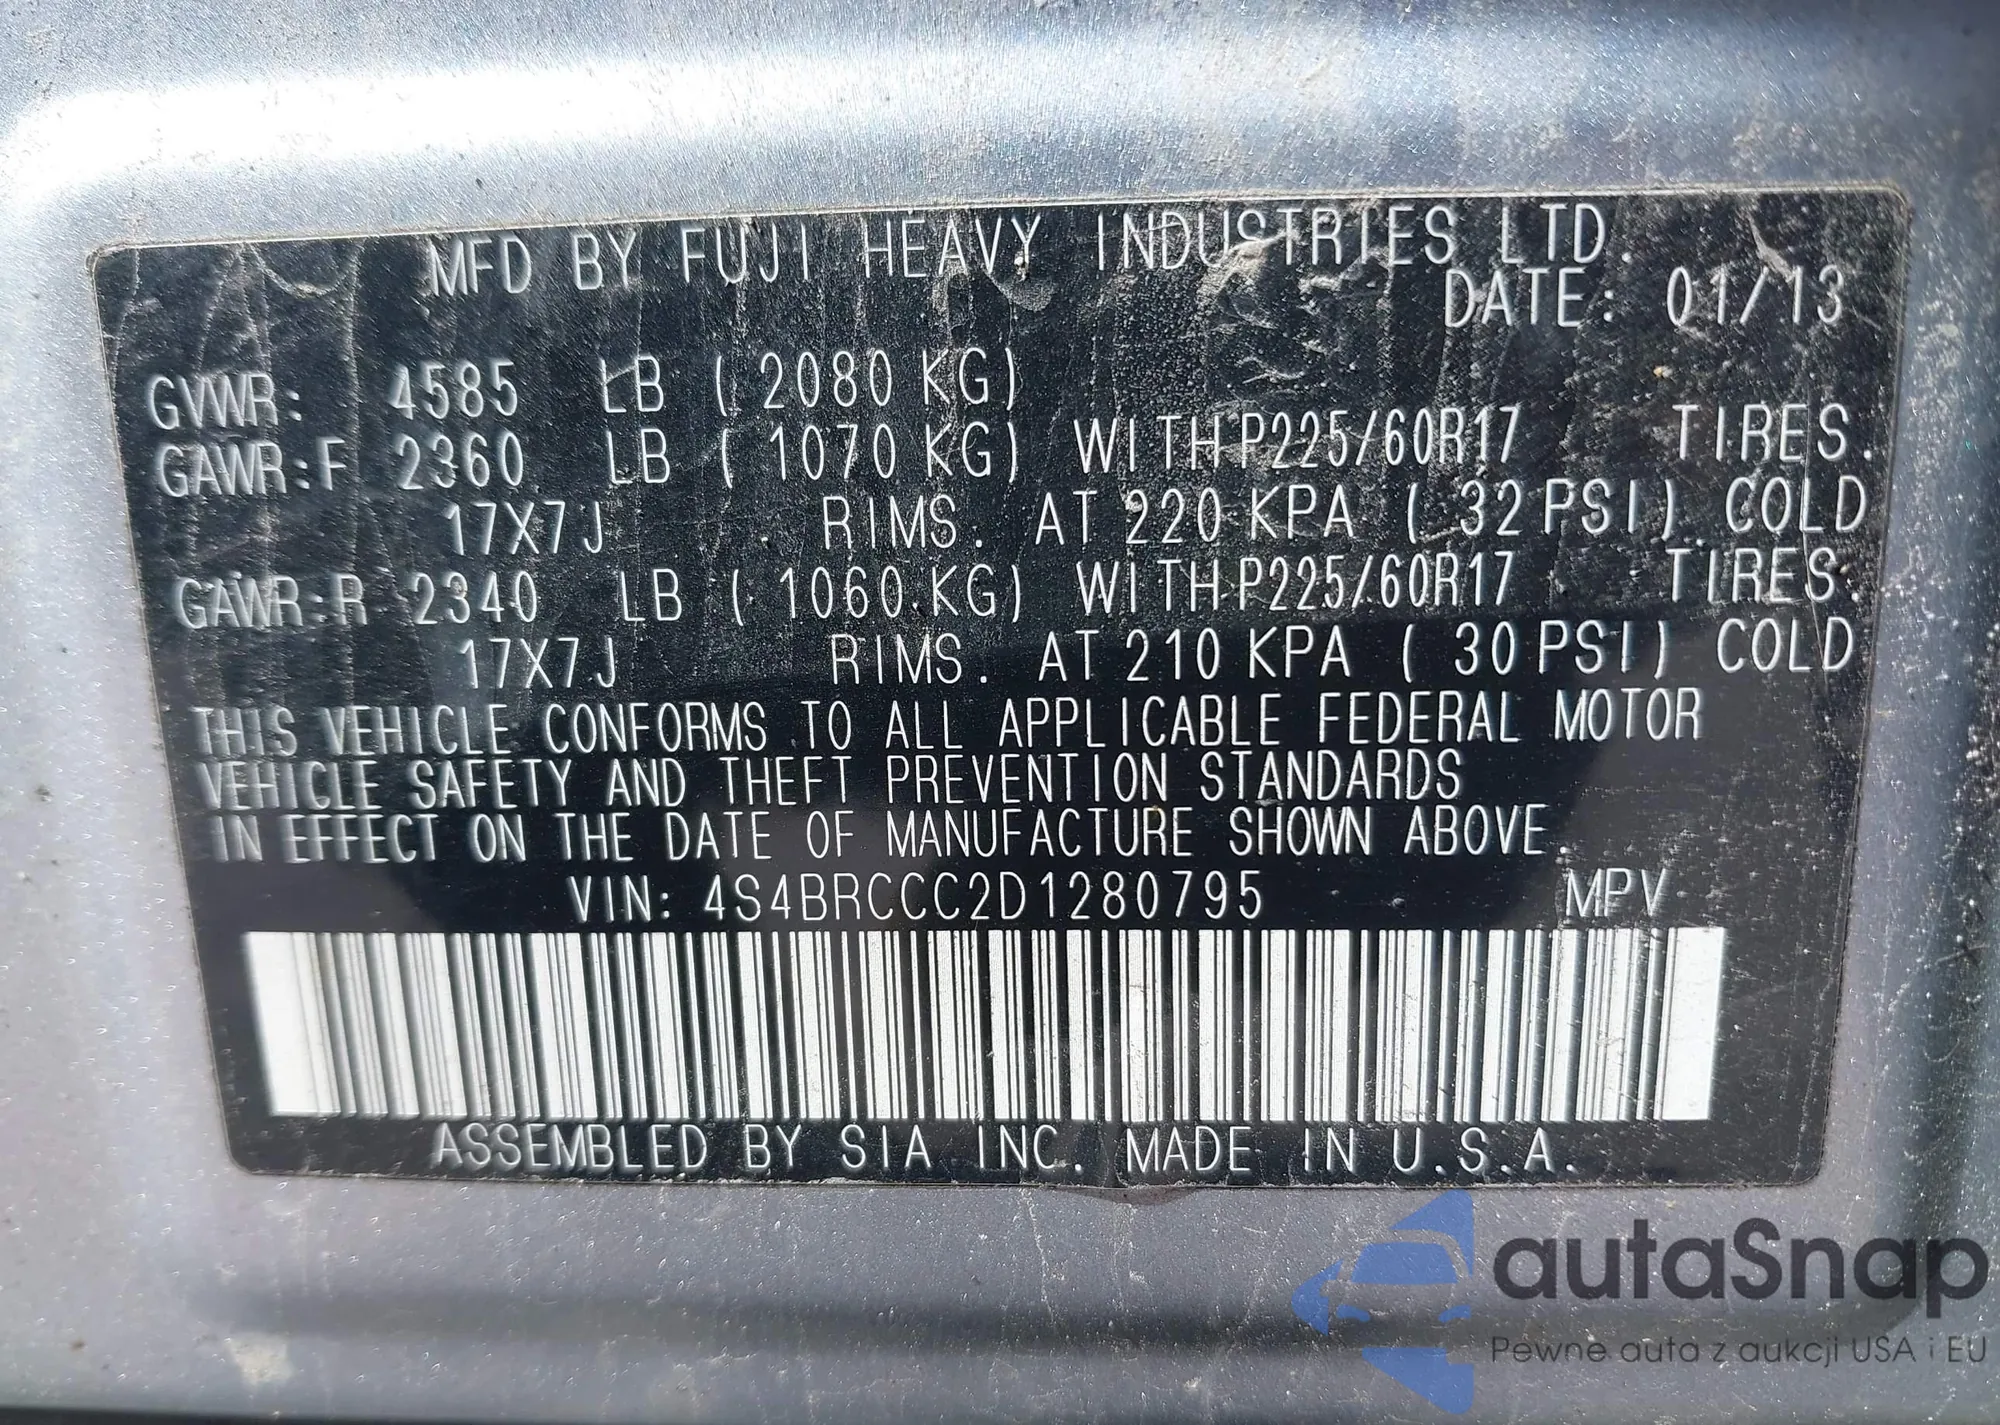 MFD BY FUJI HEAVY INDUSTRIES LTD.
DATE: 01/13
GVWR: 4585 LB ( 2080 KG)
GAWR:F 2360 LB ( 1070 KG) WITH P225/60R17 TIRES.
17X7J RIMS. AT 220 KPA ( 32 PSI) COLD
GAWR:R 2340 LB ( 1060 KG) WITH P225/60R17 TIRES.
17X7J RIMS. AT 210 KPA ( 30 PSI) COLD
THIS VEHICLE CONFORMS TO ALL APPLICABLE FEDERAL MOTOR
VEHICLE SAFETY AND THEFT PREVENTION STANDARDS
IN EFFECT ON THE DATE OF MANUFACTURE SHOWN ABOVE.
VIN: 4S4BRCCC2D1280795 MPV
ASSEMBLED BY SIA INC. MADE IN U.S.A.
autaSnap
Pewne auta z aukcji USA i EU